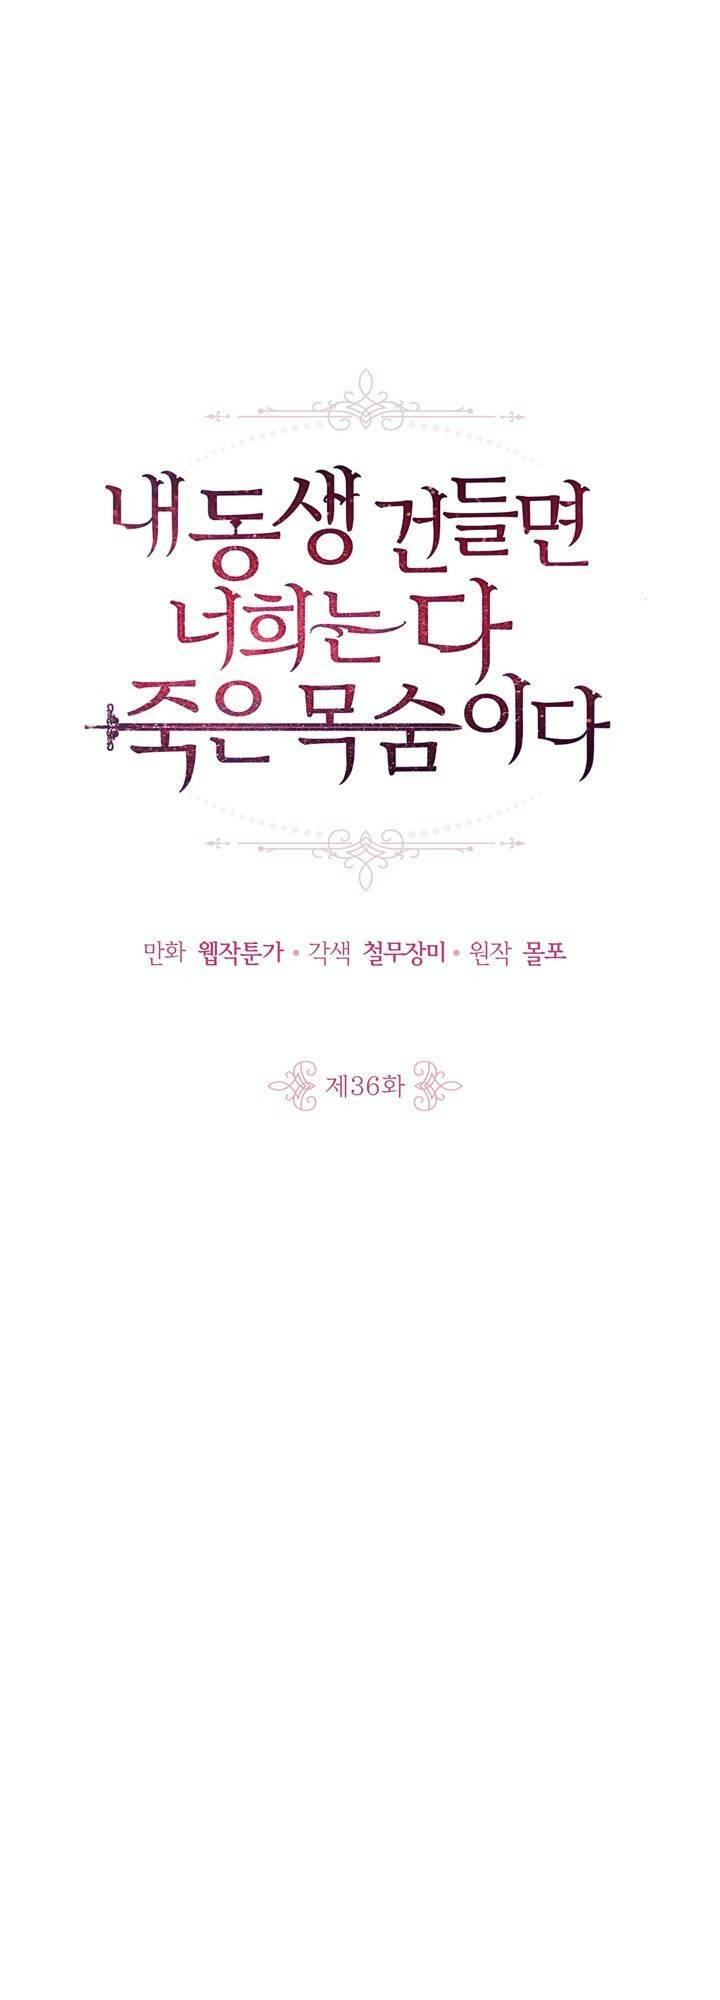 내 동생 건들면
너희는 다
죽은 목숨이다
만화 웹작툰가 • 각색 철무장미 • 원작 몰포
제36화